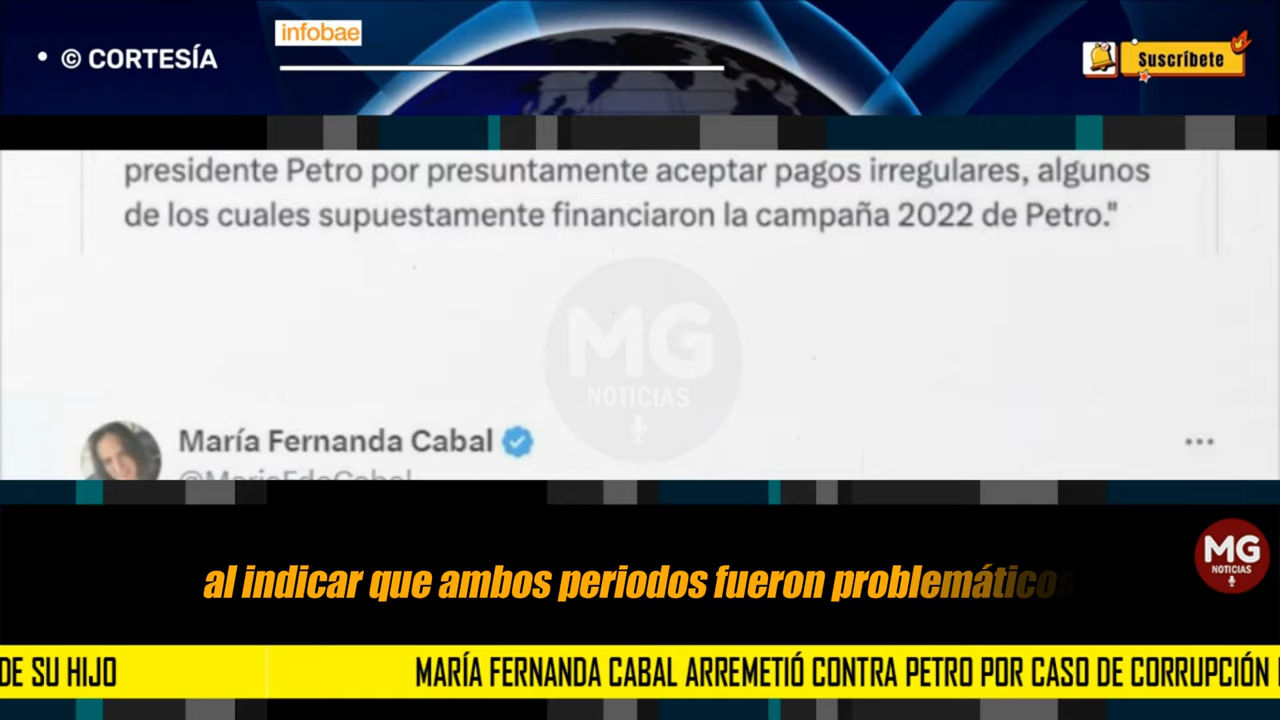 infobae
• © CORTESÍA
Suscríbete
presidente Petro por presuntamente aceptar pagos irregulares, algunos
de los cuales supuestamente financiaron la campaña 2022 de Petro."
MG
NOTICIAS
María Fernanda Cabal
@MariaFdaCabal
al indicar que ambos periodos fueron problemáticos
MG
NOTICIAS
DE SU HIJO
MARÍA FERNANDA CABAL ARREMETIÓ CONTRA PETRO POR CASO DE CORRUPCIÓN